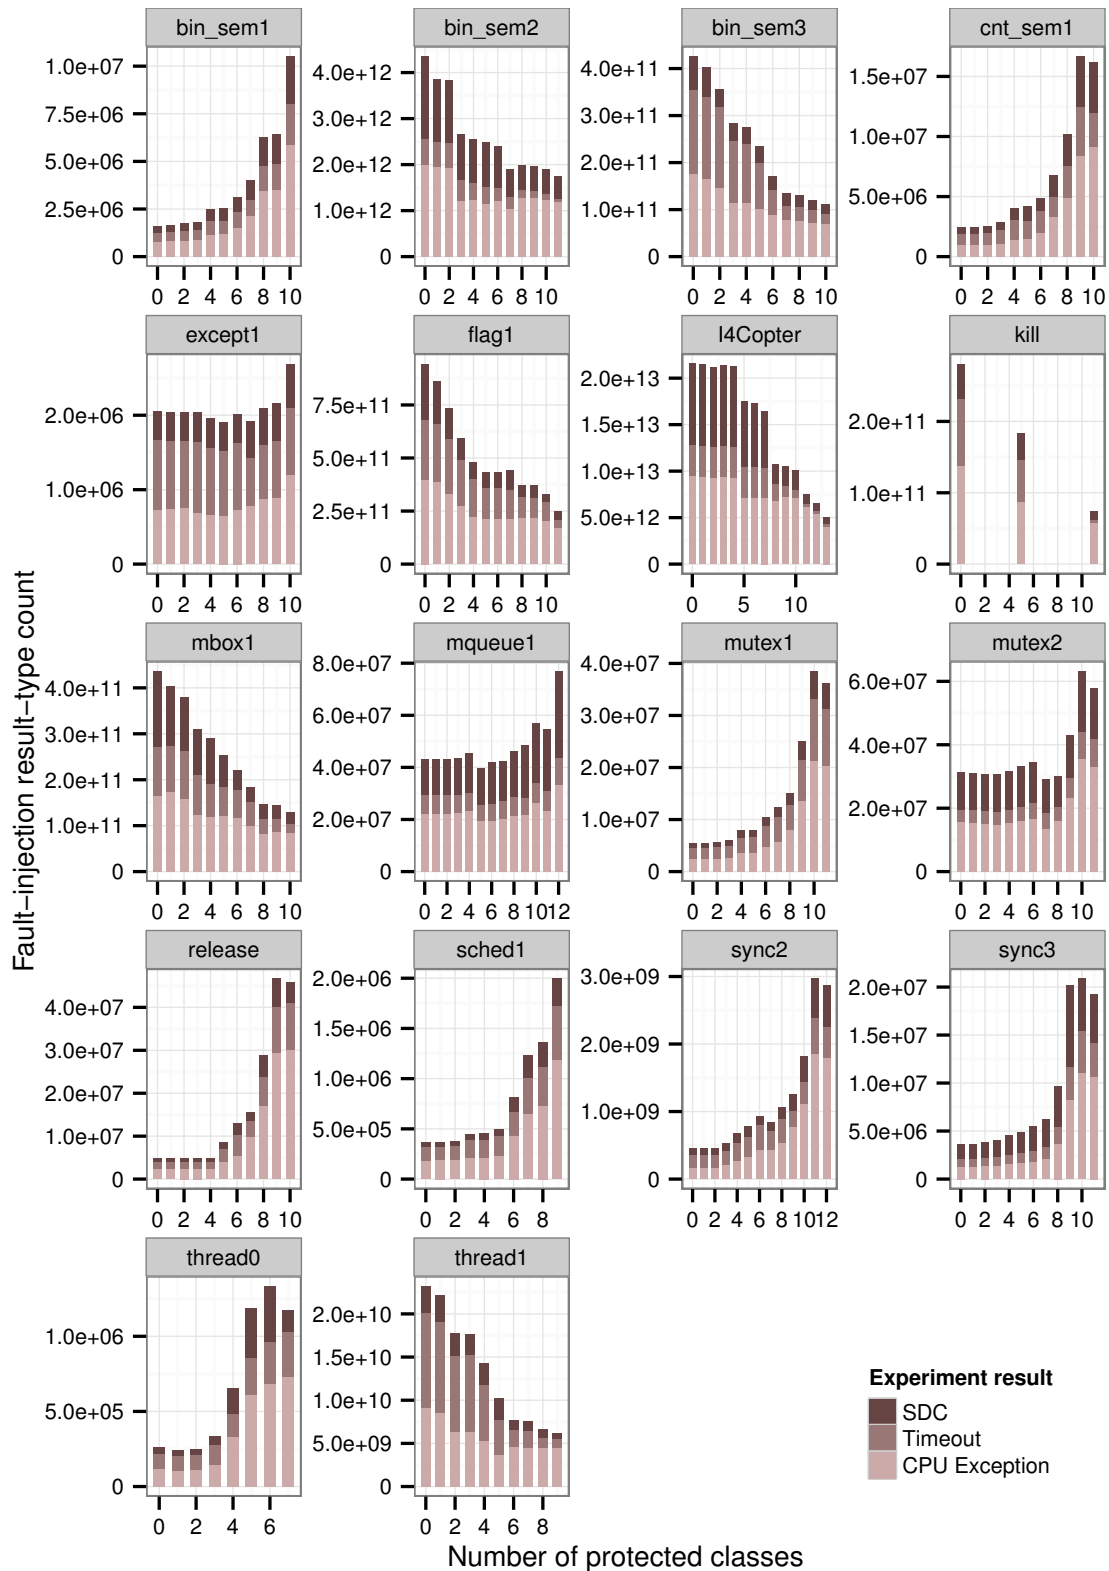 bin_sem1 bin_sem2 bin_sem3 cnt_sem1
1.0e+07 7.5e+06 5.0e+06 2.5e+06 0
4.0e+12 3.0e+12 2.0e+12 1.0e+12 0
4.0e+11 3.0e+11 2.0e+11 1.0e+11 0
1.5e+07 1.0e+07 5.0e+06 0
0 2 4 6 8 10 0 2 4 6 8 10 0 2 4 6 8 10 0 2 4 6 8 10
except1 flag1 I4Copter kill
2.0e+06 1.0e+06 0
7.5e+11 5.0e+11 2.5e+11 0
2.0e+13 1.5e+13 1.0e+13 5.0e+12 0
2.0e+11 1.0e+11 0
0 2 4 6 8 10 0 2 4 6 8 10 0 5 10 0 2 4 6 8 10
mbox1 mqueue1 mutex1 mutex2
4.0e+11 3.0e+11 2.0e+11 1.0e+11 0
8.0e+07 6.0e+07 4.0e+07 2.0e+07 0
4.0e+07 3.0e+07 2.0e+07 1.0e+07 0
6.0e+07 4.0e+07 2.0e+07 0
0 2 4 6 8 10 0 2 4 6 8 10 12 0 2 4 6 8 10 0 2 4 6 8 10
release sched1 sync2 sync3
4.0e+07 3.0e+07 2.0e+07 1.0e+07 0
2.0e+06 1.5e+06 1.0e+06 5.0e+05 0
3.0e+09 2.0e+09 1.0e+09 0
2.0e+07 1.5e+07 1.0e+07 5.0e+06 0
0 2 4 6 8 10 0 2 4 6 8 0 2 4 6 8 10 12 0 2 4 6 8 10
thread0 thread1
1.0e+06 5.0e+05 0
2.0e+10 1.5e+10 1.0e+10 5.0e+09 0
0 2 4 6 0 2 4 6 8
Fault−injection result−type count
Number of protected classes
Experiment result
SDC
Timeout
CPU Exception